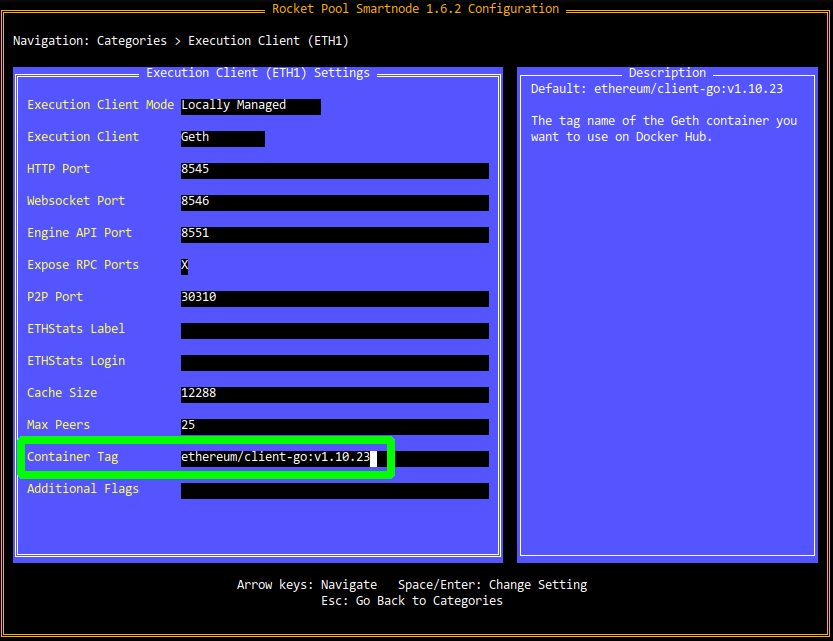 Rocket Pool Smartnode 1.6.2 Configuration
Navigation: Categories > Execution Client (ETH1)
Execution Client (ETH1) Settings
Execution Client Mode Locally Managed
Execution Client Geth
HTTP Port 8545
Websocket Port 8546
Engine API Port 8551
Expose RPC Ports X
P2P Port 30310
ETHStats Label
ETHStats Login
Cache Size 12288
Max Peers 25
Container Tag ethereum/client-go:v1.10.23
Additional Flags
Description
Default: ethereum/client-go:v1.10.23
The tag name of the Geth container you
want to use on Docker Hub.
Arrow keys: Navigate Space/Enter: Change Setting
Esc: Go Back to Categories